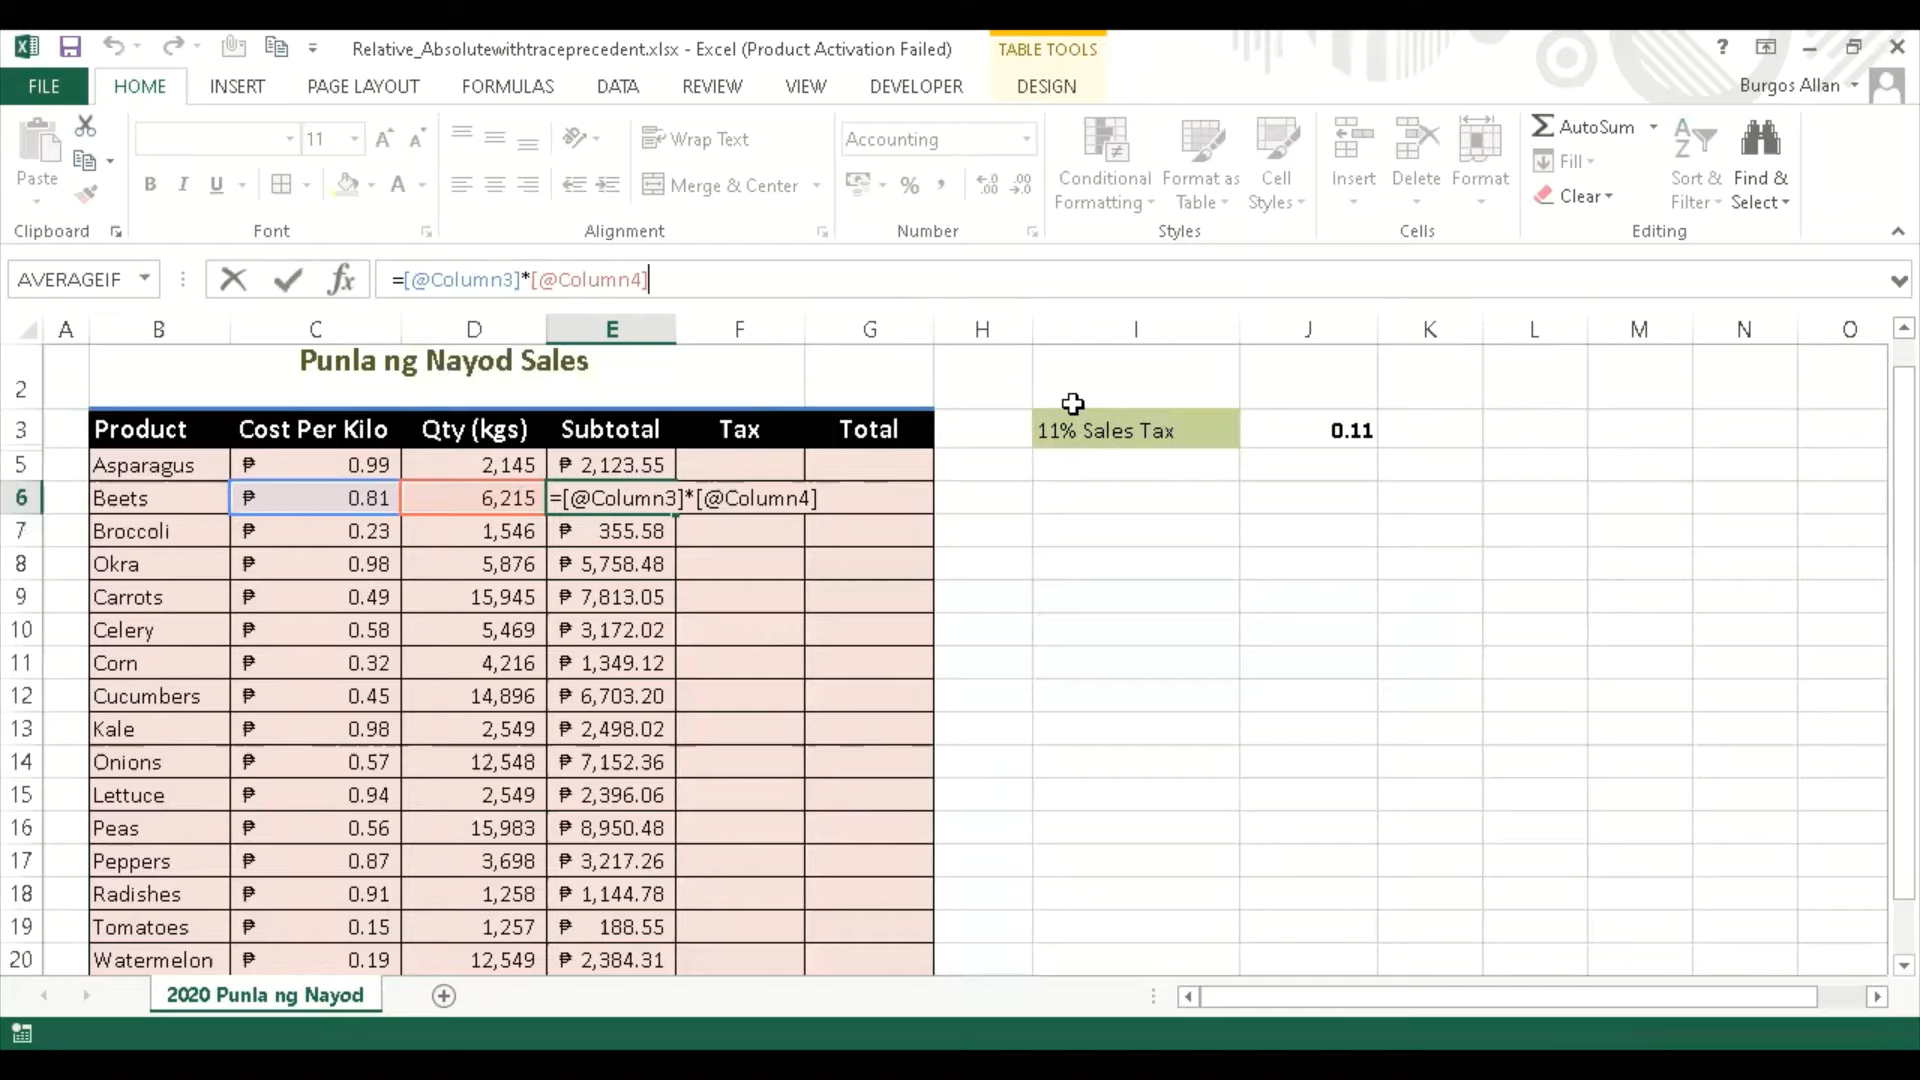 Relative_Absolutewithtraceprecedent.xlsx - Excel (Product Activation Failed)
TABLE TOOLS
?
FILE
HOME
INSERT
PAGE LAYOUT
FORMULAS
DATA
REVIEW
VIEW
DEVELOPER
DESIGN
Burgos Allan
Paste
11
B I U
Wrap Text
Merge & Center
Accounting
%
Conditional Formatting
Format as Table
Cell Styles
Insert
Delete
Format
AutoSum
Fill
Clear
Sort & Filter
Find & Select
Clipboard
Font
Alignment
Number
Styles
Cells
Editing
AVERAGEIF
fx
=[@Column3]*[@Column4]
A B C D E F G H I J K L M N O
Punla ng Nayod Sales
2
3 Product Cost Per Kilo Qty (kgs) Subtotal Tax Total 11% Sales Tax 0.11
5 Asparagus ₱ 0.99 2,145 ₱ 2,123.55
6 Beets ₱ 0.81 6,215 =[@Column3]*[@Column4]
7 Broccoli ₱ 0.23 1,546 ₱ 355.58
8 Okra ₱ 0.98 5,876 ₱ 5,758.48
9 Carrots ₱ 0.49 15,945 ₱ 7,813.05
10 Celery ₱ 0.58 5,469 ₱ 3,172.02
11 Corn ₱ 0.32 4,216 ₱ 1,349.12
12 Cucumbers ₱ 0.45 14,896 ₱ 6,703.20
13 Kale ₱ 0.98 2,549 ₱ 2,498.02
14 Onions ₱ 0.57 12,548 ₱ 7,152.36
15 Lettuce ₱ 0.94 2,549 ₱ 2,396.06
16 Peas ₱ 0.56 15,983 ₱ 8,950.48
17 Peppers ₱ 0.87 3,698 ₱ 3,217.26
18 Radishes ₱ 0.91 1,258 ₱ 1,144.78
19 Tomatoes ₱ 0.15 1,257 ₱ 188.55
20 Watermelon ₱ 0.19 12,549 ₱ 2,384.31
2020 Punla ng Nayod